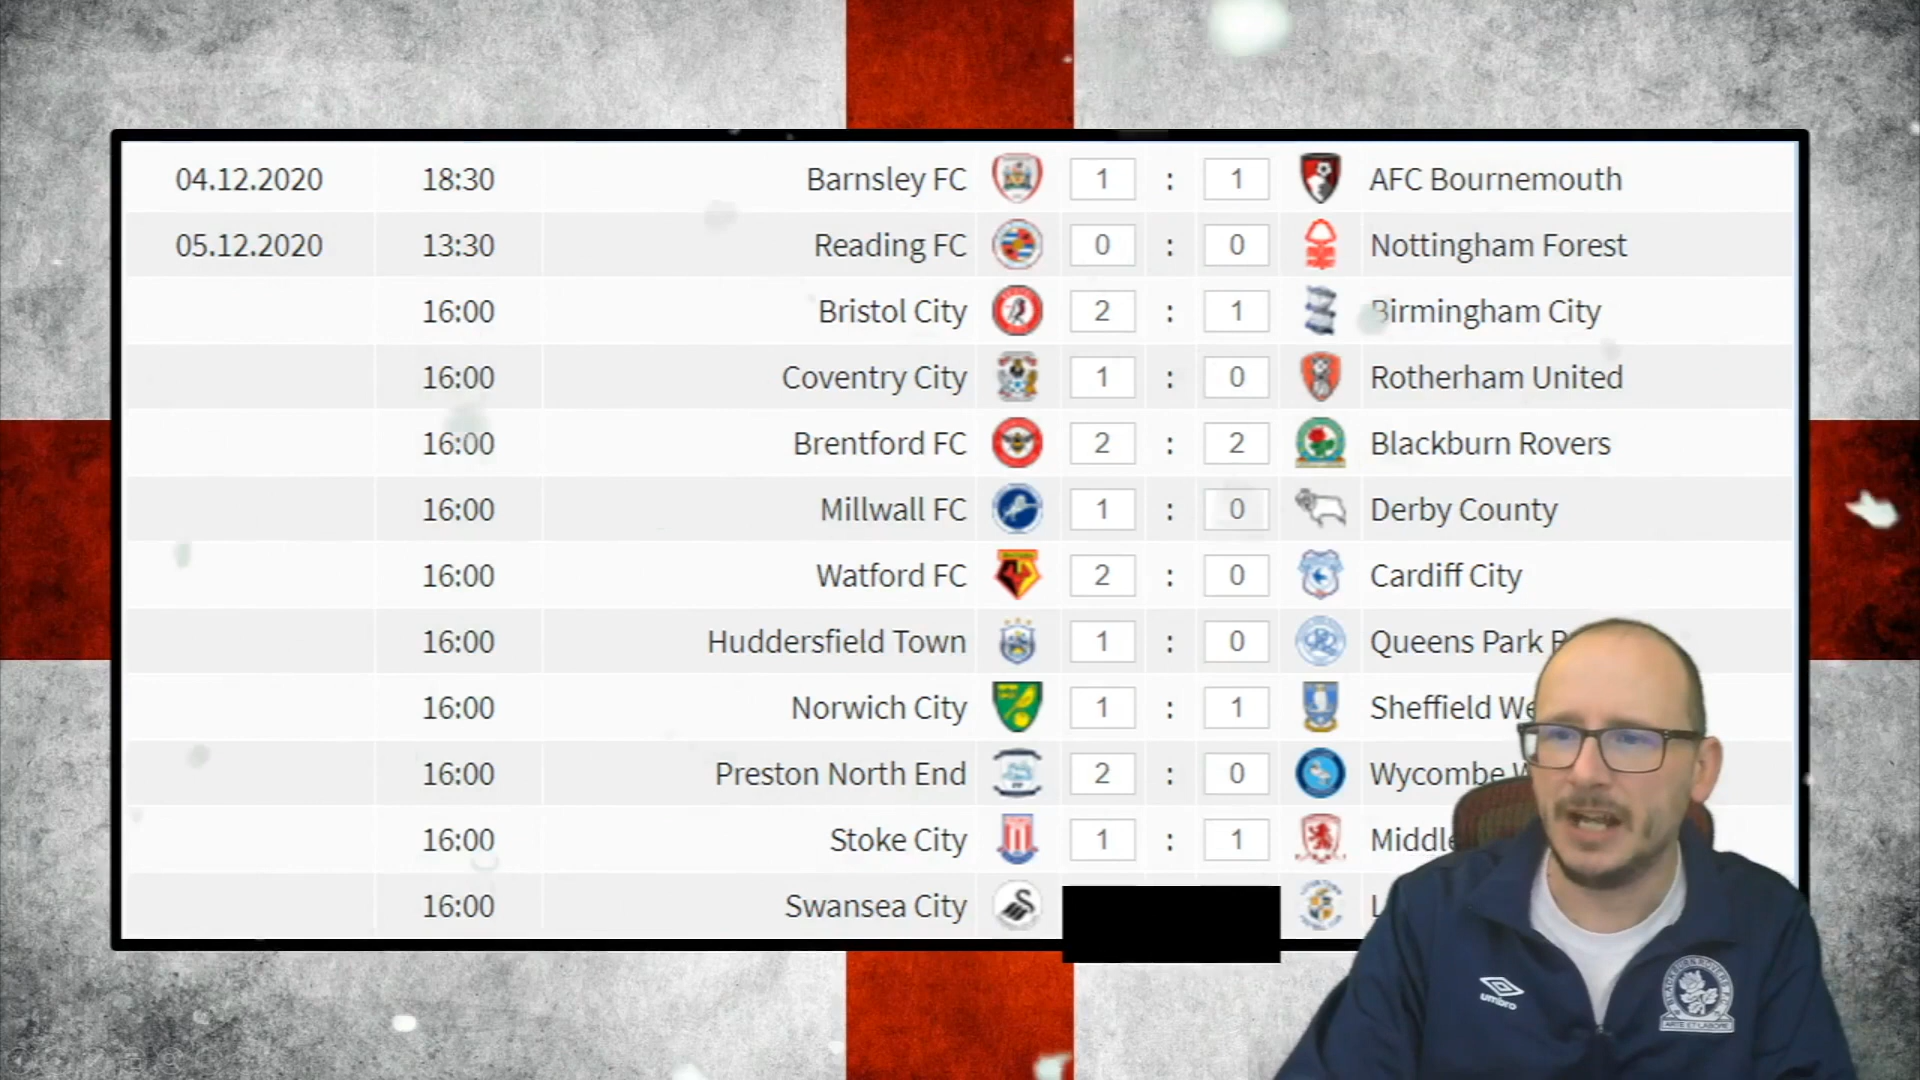 04.12.2020 18:30 Barnsley FC 1 : 1 AFC Bournemouth
05.12.2020 13:30 Reading FC 0 : 0 Nottingham Forest
16:00 Bristol City 2 : 1 Birmingham City
16:00 Coventry City 1 : 0 Rotherham United
16:00 Brentford FC 2 : 2 Blackburn Rovers
16:00 Millwall FC 1 : 0 Derby County
16:00 Watford FC 2 : 0 Cardiff City
16:00 Huddersfield Town 1 : 0 Queens Park
16:00 Norwich City 1 : 1 Sheffield
16:00 Preston North End 2 : 0 Wycombe
16:00 Stoke City 1 : 1
16:00 Swansea City
umbro
ARTE ET LABORE